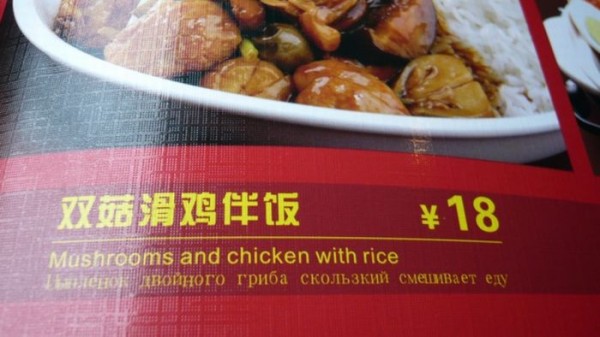 双菇滑鸡伴饭 ¥18
Mushrooms and chicken with rice
Цыпленок двойного гриба скользкий смешивает еду